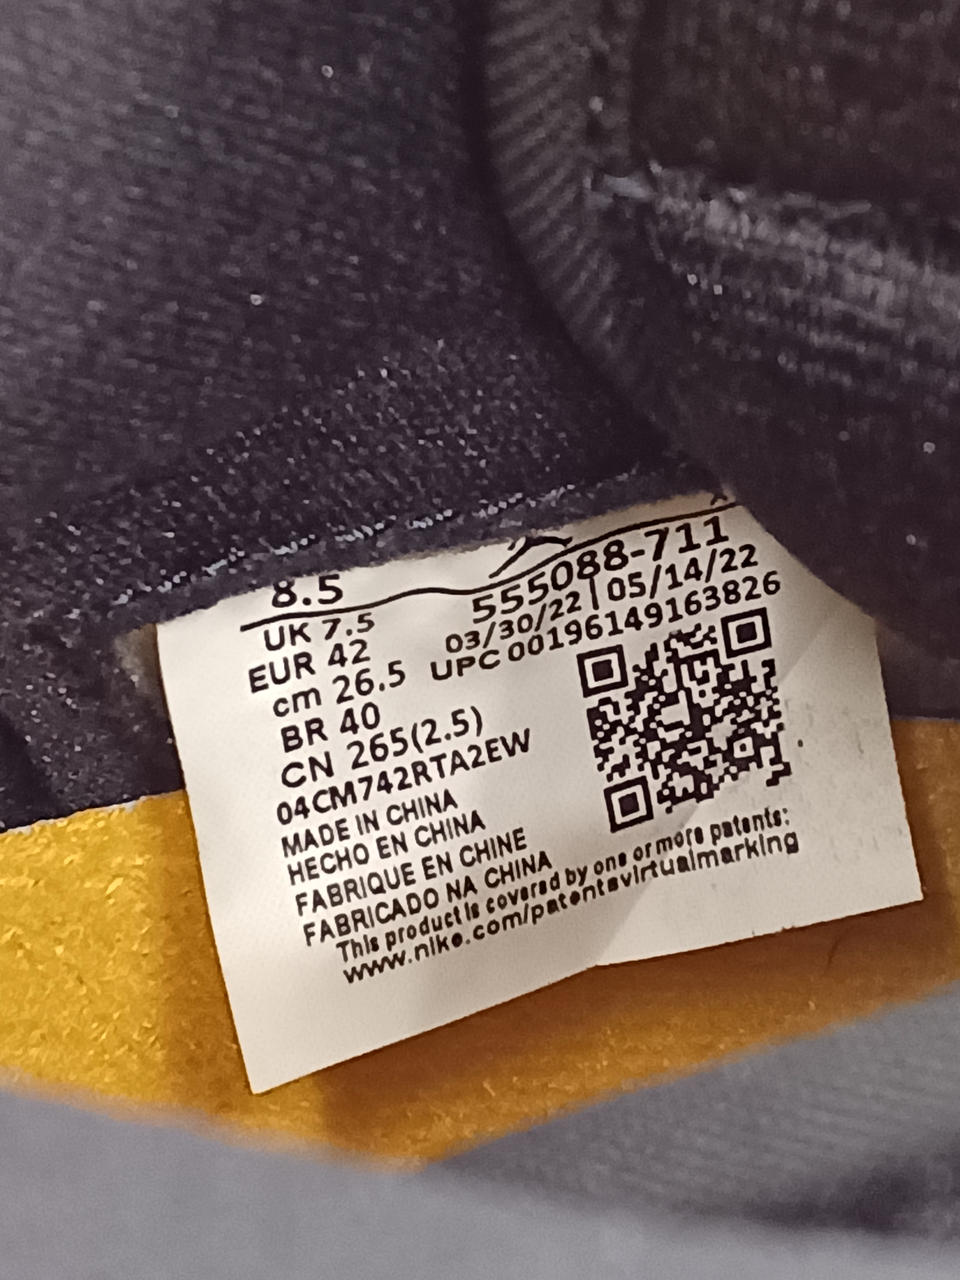 8.5
UK 7.5
EUR 42
cm 26.5
BR 40
CN 265(2.5)
04CM742RTA2EW
MADE IN CHINA
HECHO EN CHINA
FABRIQUE EN CHINE
FABRICADO NA CHINA
This product is covered by one or more patents:
www.nike.com/patentsvirtualmarking
555088-711
03/30/22 | 05/14/22
UPC 00196149163826